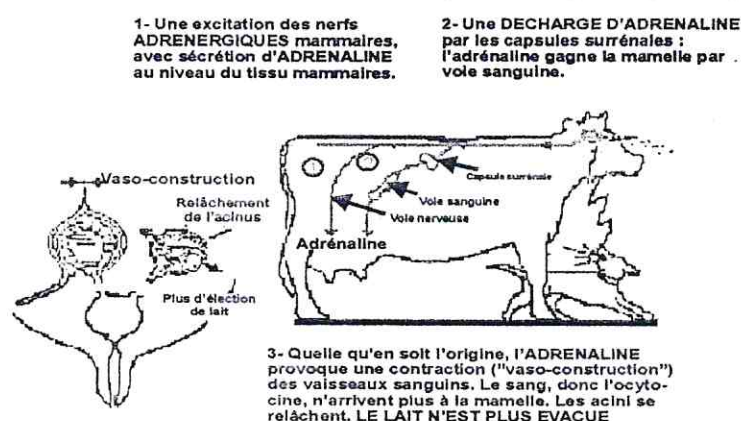 1- Une excitation des nerfs
ADRENERGIQUES mammaires,
avec sécrétion d'ADRENALINE
au niveau du tissu mammaires.
2- Une DECHARGE D'ADRENALINE
par les capsules surrénales :
l'adrénaline gagne la mamelle par
voie sanguine.
Vaso-construction
Relâchement
de l'acinus
Plus d'élection
de lait
1
2
Capsule surrénale
Voie sanguine
Voie nerveuse
Adrénaline
3- Quelle qu'en soit l'origine, l'ADRENALINE
provoque une contraction ("vaso-construction")
des vaisseaux sanguins. Le sang, donc l'ocyto-
cine, n'arrivent plus à la mamelle. Les acini se
relâchent. LE LAIT N'EST PLUS EVACUE